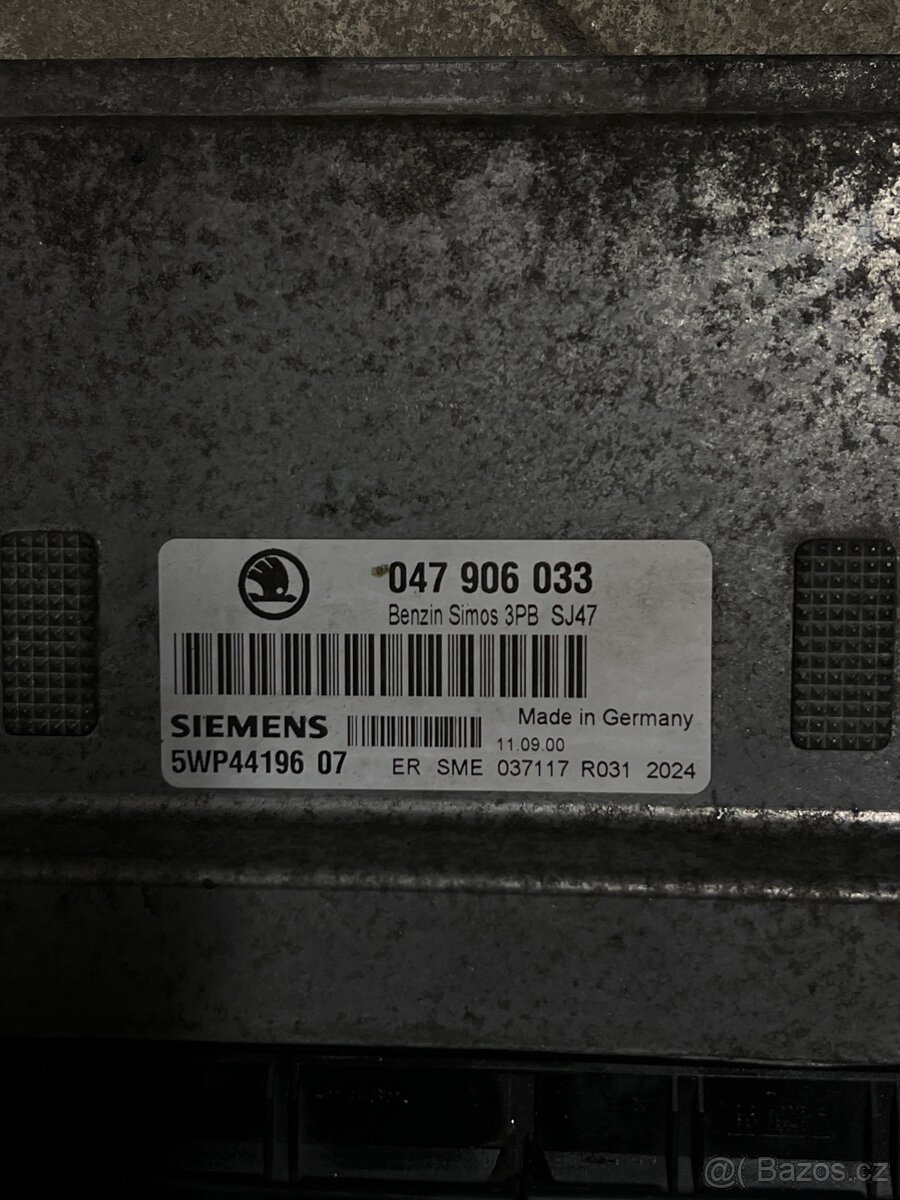 047 906 033
Benzin Simos 3PB SJ47
SIEMENS
Made in Germany
11.09.00
5WP44196 07
ER SME 037117 R031 2024
@( Bazos.cz